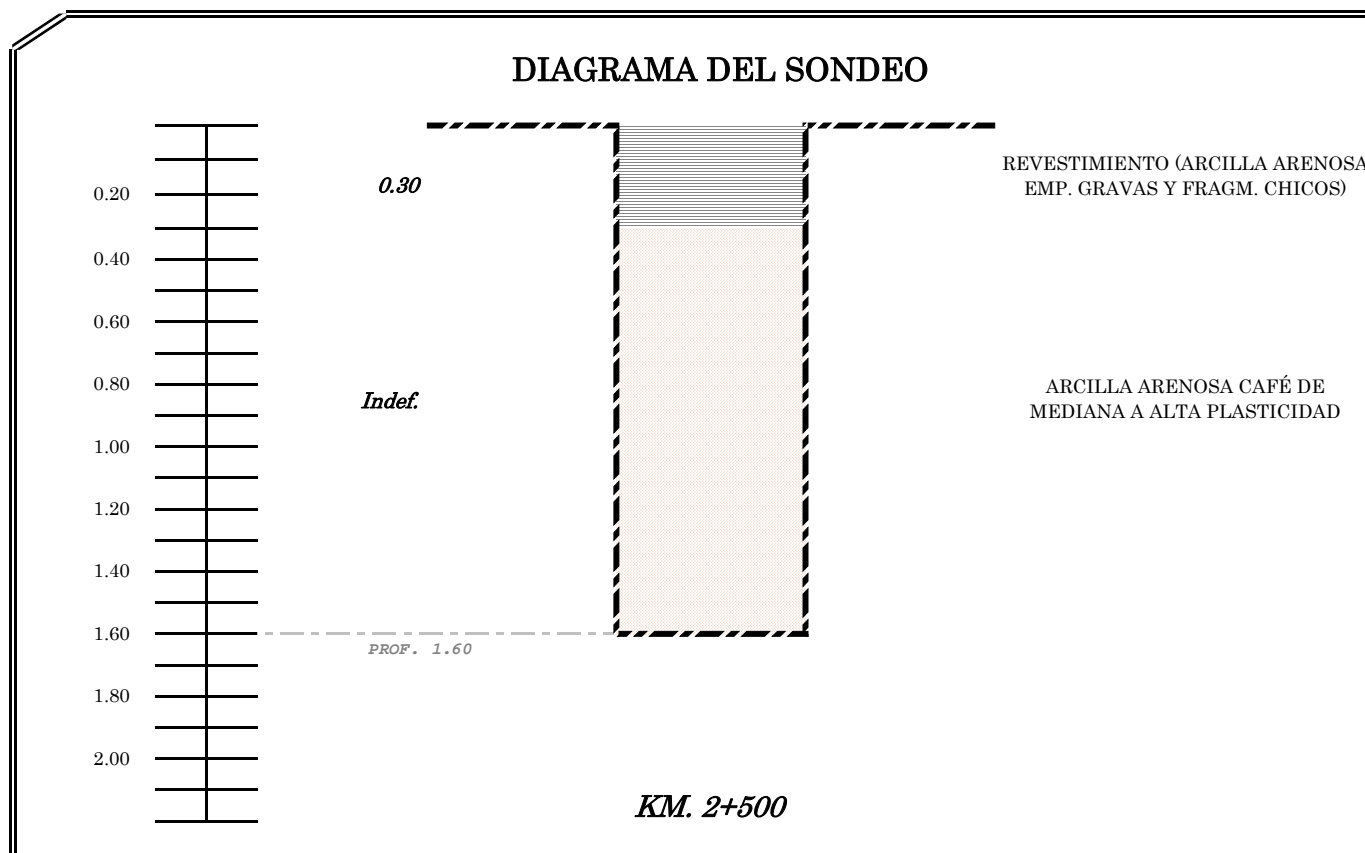 DIAGRAMA DEL SONDEO
REVESTIMIENTO (ARCILLA ARENOSA
EMP. GRAVAS Y FRAGM. CHICOS)
0.30
0.20
0.40
0.60
0.80
Indef.
ARCILLA ARENOSA CAFÉ DE
MEDIANA A ALTA PLASTICIDAD
1.00
1.20
1.40
1.60
PROF. 1.60
1.80
2.00
KM. 2+500